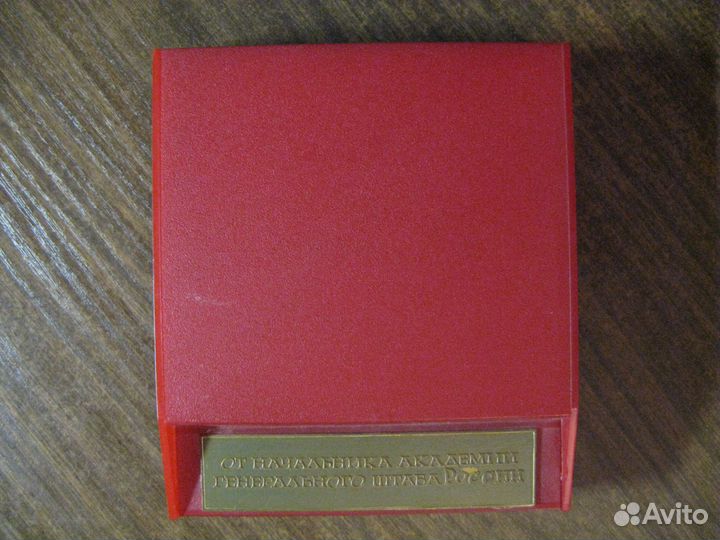 ОТ НАЧАЛЬНИКА АКАДЕМИИ
ГЕНЕРАЛЬНОГО ШТАБА РОССИИ
Avito